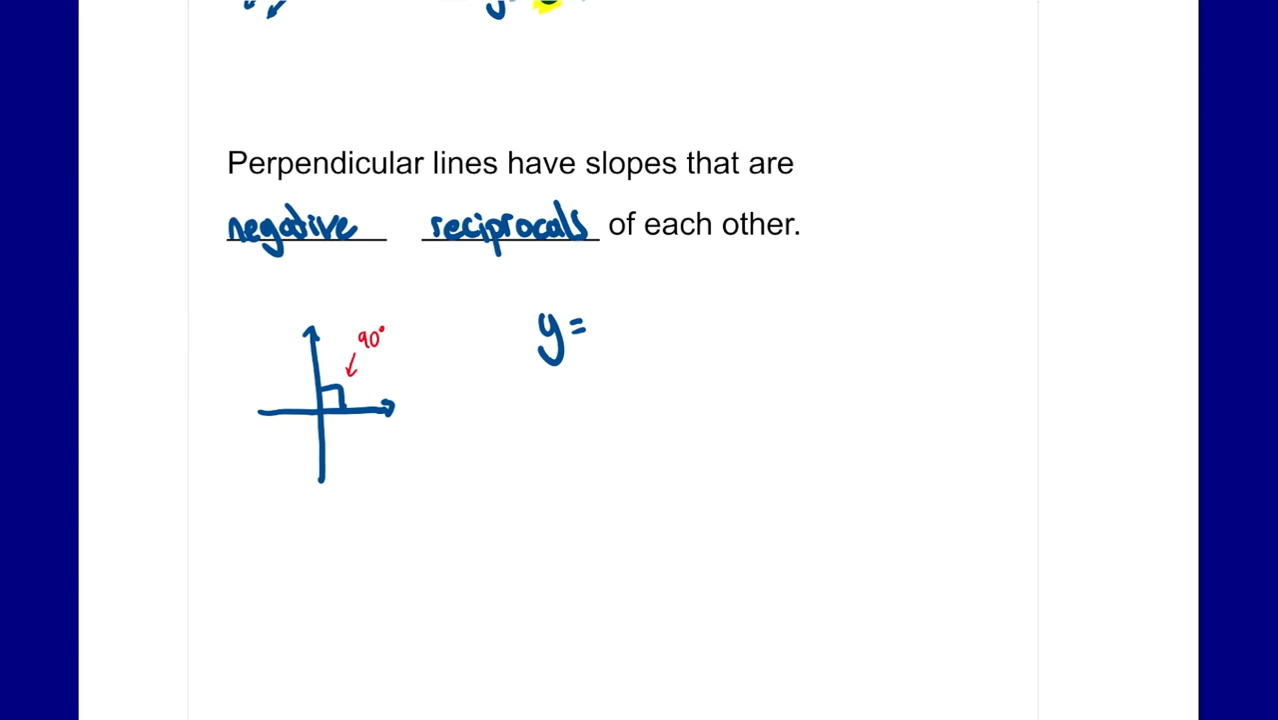 Perpendicular lines have slopes that are
negative reciprocals of each other.
90°
y=